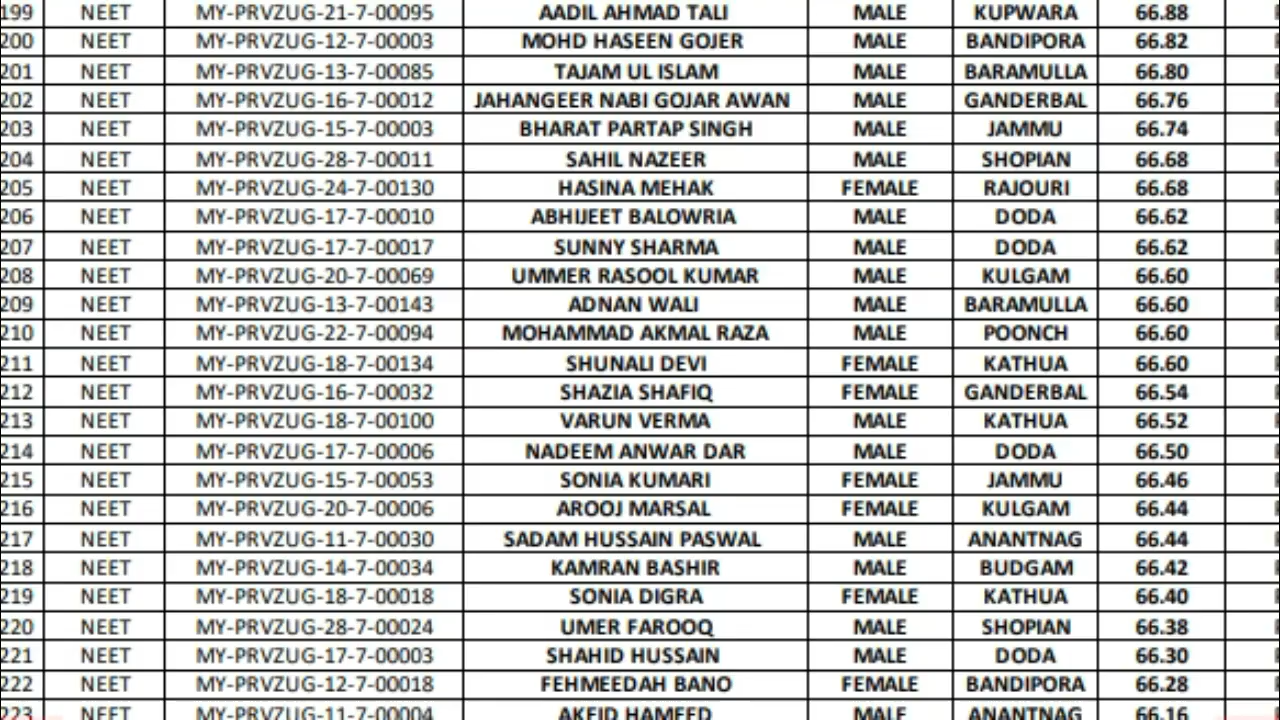 199 NEET MY-PRVZUG-21-7-00095 AADIL AHMAD TALI MALE KUPWARA 66.88
200 NEET MY-PRVZUG-12-7-00003 MOHD HASEEN GOJER MALE BANDIPORA 66.82
201 NEET MY-PRVZUG-13-7-00085 TAJAM UL ISLAM MALE BARAMULLA 66.80
202 NEET MY-PRVZUG-16-7-00012 JAHANGEER NABI GOJAR AWAN MALE GANDERBAL 66.76
203 NEET MY-PRVZUG-15-7-00003 BHARAT PARTAP SINGH MALE JAMMU 66.74
204 NEET MY-PRVZUG-28-7-00011 SAHIL NAZEER MALE SHOPIAN 66.68
205 NEET MY-PRVZUG-24-7-00130 HASINA MEHAK FEMALE RAJOURI 66.68
206 NEET MY-PRVZUG-17-7-00010 ABHIJEET BALOWRIA MALE DODA 66.62
207 NEET MY-PRVZUG-17-7-00017 SUNNY SHARMA MALE DODA 66.62
208 NEET MY-PRVZUG-20-7-00069 UMMER RASOOL KUMAR MALE KULGAM 66.60
209 NEET MY-PRVZUG-13-7-00143 ADNAN WALI MALE BARAMULLA 66.60
210 NEET MY-PRVZUG-22-7-00094 MOHAMMAD AKMAL RAZA MALE POONCH 66.60
211 NEET MY-PRVZUG-18-7-00134 SHUNALI DEVI FEMALE KATHUA 66.60
212 NEET MY-PRVZUG-16-7-00032 SHAZIA SHAFIQ FEMALE GANDERBAL 66.54
213 NEET MY-PRVZUG-18-7-00100 VARUN VERMA MALE KATHUA 66.52
214 NEET MY-PRVZUG-17-7-00006 NADEEM ANWAR DAR MALE DODA 66.50
215 NEET MY-PRVZUG-15-7-00053 SONIA KUMARI FEMALE JAMMU 66.46
216 NEET MY-PRVZUG-20-7-00006 AROOJ MARSAL FEMALE KULGAM 66.44
217 NEET MY-PRVZUG-11-7-00030 SADAM HUSSAIN PASWAL MALE ANANTNAG 66.44
218 NEET MY-PRVZUG-14-7-00034 KAMRAN BASHIR MALE BUDGAM 66.42
219 NEET MY-PRVZUG-18-7-00018 SONIA DIGRA FEMALE KATHUA 66.40
220 NEET MY-PRVZUG-28-7-00024 UMER FAROOQ MALE SHOPIAN 66.38
221 NEET MY-PRVZUG-17-7-00003 SHAHID HUSSAIN MALE DODA 66.30
222 NEET MY-PRVZUG-12-7-00018 FEHMEEDAH BANO FEMALE BANDIPORA 66.28
223 NEET MY-PRVZUG-11-7-00004 HAMEED MALE ANANTNAG 66.16